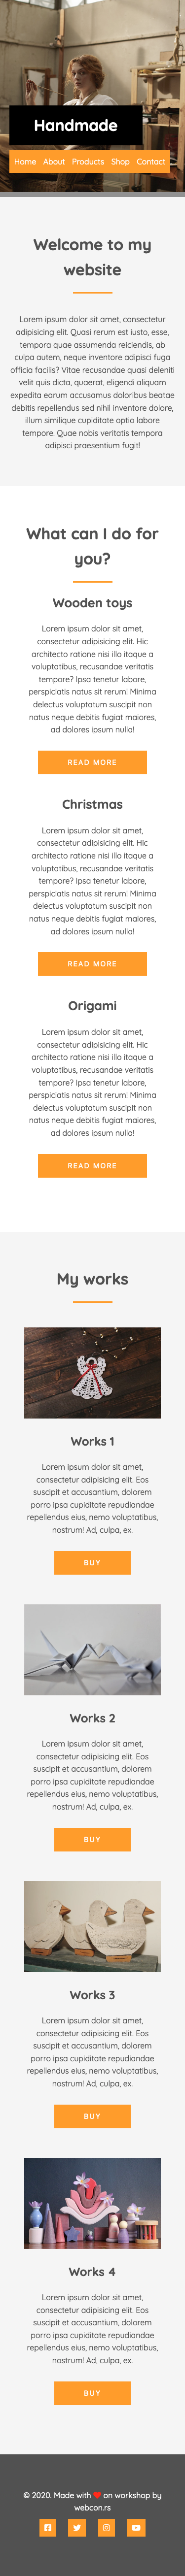 Handmade
Home About Products Shop Contact
Welcome to my
website
Lorem ipsum dolor sit amet, consectetur
adipisicing elit. Quasi rerum est iusto, esse,
tempora quae assumenda reiciendis, ab
culpa autem, neque inventore adipisci fuga
officia facilis? Vitae recusandae quasi deleniti
velit quis dicta, quaerat, eligendi aliquam
expedita earum accusamus doloribus beatae
debitis repellendus sed nihil inventore dolore,
illum similique cupiditate optio labore
tempore. Quae nobis veritatis tempora
adipisci praesentium fugit!
What can I do for
you?
Wooden toys
Lorem ipsum dolor sit amet,
consectetur adipisicing elit. Hic
architecto ratione nisi illo itaque a
voluptatibus, recusandae veritatis
tempore? Ipsa tenetur labore,
perspiciatis natus sit rerum! Minima
delectus voluptatum suscipit non
natus neque debitis fugiat maiores,
ad dolores ipsum nulla!
READ MORE
Christmas
Lorem ipsum dolor sit amet,
consectetur adipisicing elit. Hic
architecto ratione nisi illo itaque a
voluptatibus, recusandae veritatis
tempore? Ipsa tenetur labore,
perspiciatis natus sit rerum! Minima
delectus voluptatum suscipit non
natus neque debitis fugiat maiores,
ad dolores ipsum nulla!
READ MORE
Origami
Lorem ipsum dolor sit amet,
consectetur adipisicing elit. Hic
architecto ratione nisi illo itaque a
voluptatibus, recusandae veritatis
tempore? Ipsa tenetur labore,
perspiciatis natus sit rerum! Minima
delectus voluptatum suscipit non
natus neque debitis fugiat maiores,
ad dolores ipsum nulla!
READ MORE
My works
Works 1
Lorem ipsum dolor sit amet,
consectetur adipisicing elit. Eos
suscipit et accusantium, dolorem
porro ipsa cupiditate repudiandae
repellendus eius, nemo voluptatibus,
nostrum! Ad, culpa, ex.
BUY
Works 2
Lorem ipsum dolor sit amet,
consectetur adipisicing elit. Eos
suscipit et accusantium, dolorem
porro ipsa cupiditate repudiandae
repellendus eius, nemo voluptatibus,
nostrum! Ad, culpa, ex.
BUY
Works 3
Lorem ipsum dolor sit amet,
consectetur adipisicing elit. Eos
suscipit et accusantium, dolorem
porro ipsa cupiditate repudiandae
repellendus eius, nemo voluptatibus,
nostrum! Ad, culpa, ex.
BUY
Works 4
Lorem ipsum dolor sit amet,
consectetur adipisicing elit. Eos
suscipit et accusantium, dolorem
porro ipsa cupiditate repudiandae
repellendus eius, nemo voluptatibus,
nostrum! Ad, culpa, ex.
BUY
© 2020. Made with ❤ on workshop by
webcon.rs